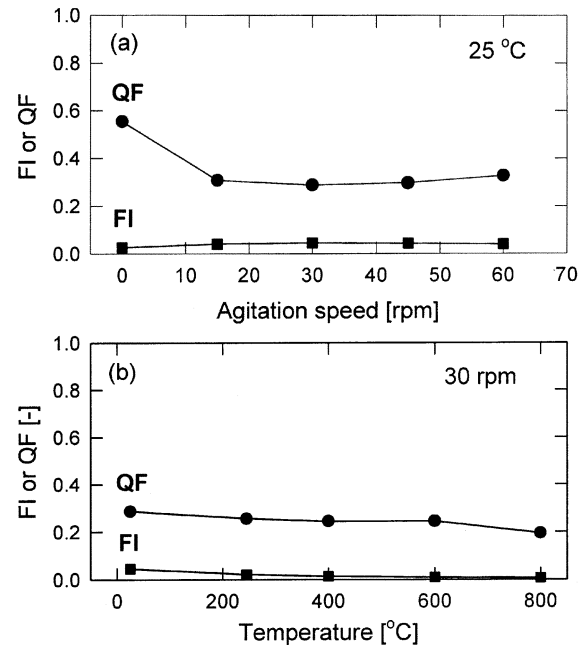 1.0
(a)
25 °C
0.8
QF
0.6
FI or QF
0.4
FI
0.2
0.0
0 10 20 30 40 50 60 70
Agitation speed [rpm]
1.0
(b)
30 rpm
0.8
0.6
FI or QF [-]
QF
0.4
0.2
FI
0.0
0 200 400 600 800
Temperature [°C]